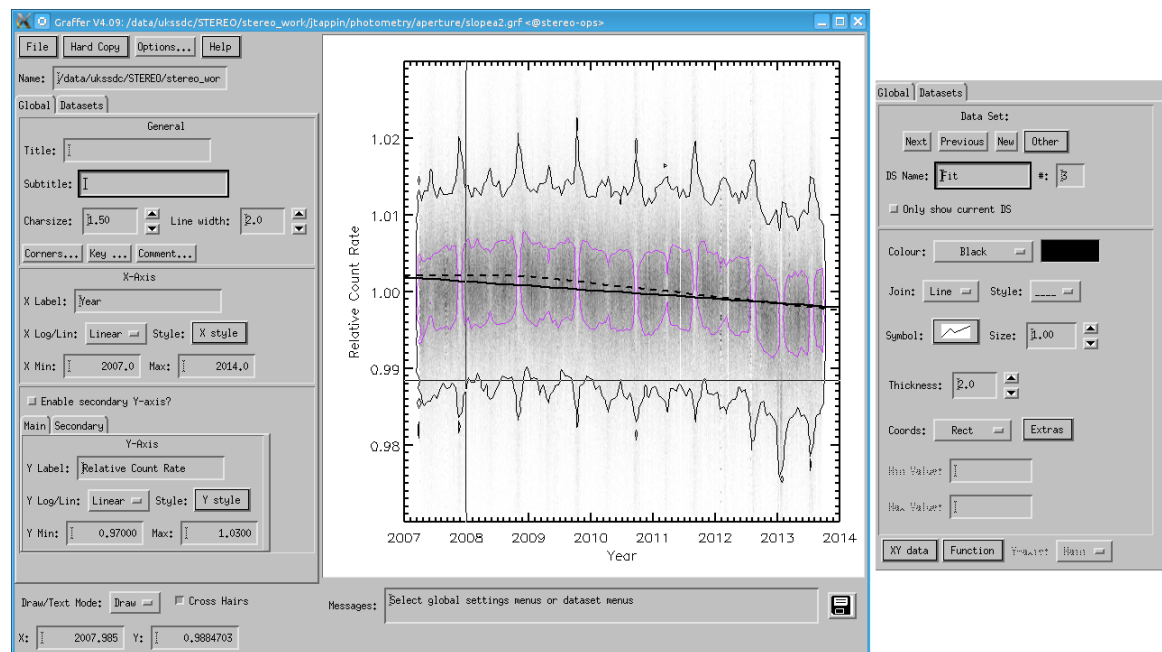 Graffer V4.09: /data/ukssdc/STEREO/stereo_work/jtappin/photometry/aperture/slopea2.grf <@stereo-ops>
File Hard Copy Options... Help
Name: /data/ukssdc/STEREO/stereo_wor
Global Datasets
General
Title:
Subtitle:
Charsize: 1.50 Line width: 2.0
Corners... Key ... Comment...
X-Axis
X Label: Year
X Log/Lin: Linear Style: X style
X Min: 2007.0 Max: 2014.0
Enable secondary Y-axis?
Main Secondary
Y-Axis
Y Label: Relative Count Rate
Y Log/Lin: Linear Style: Y style
Y Min: 0.97000 Max: 1.0300
Draw/Text Mode: Draw Cross Hairs
X: 2007.985 Y: 0.9884703
Relative Count Rate
1.02
1.01
1.00
0.99
0.98
2007 2008 2009 2010 2011 2012 2013 2014
Year
Messages: Select global settings menus or dataset menus
Global Datasets
Data Set:
Next Previous New Other
DS Name: Fit #: 3
Only show current DS
Colour: Black
Join: Line Style: ____
Symbol: Size: 1.00
Thickness: 2.0
Coords: Rect Extras
Min Value:
Max Value:
XY data Function Y-axis: Main